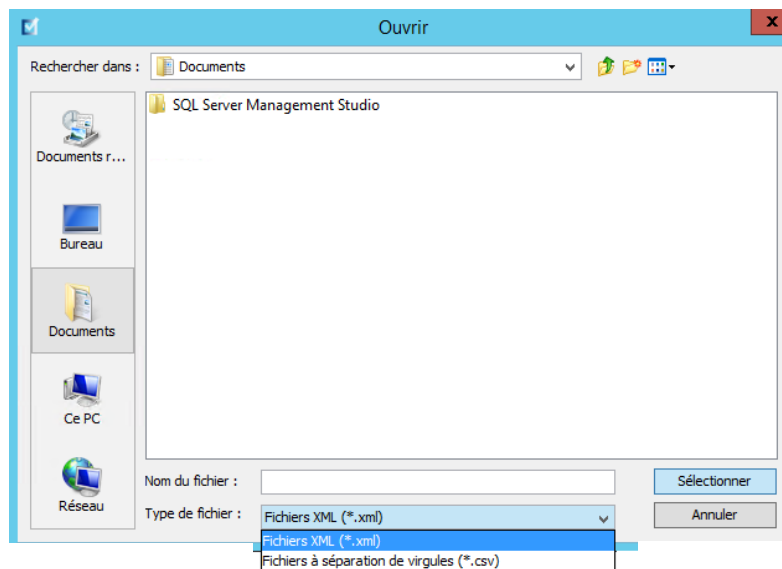 Ouvrir
x
Rechercher dans : Documents
SQL Server Management Studio
Documents r...
Bureau
Documents
Ce PC
Réseau
Nom du fichier : Sélectionner
Type de fichier : Fichiers XML (*.xml) Annuler
Fichiers XML (*.xml)
Fichiers à séparation de virgules (*.csv)